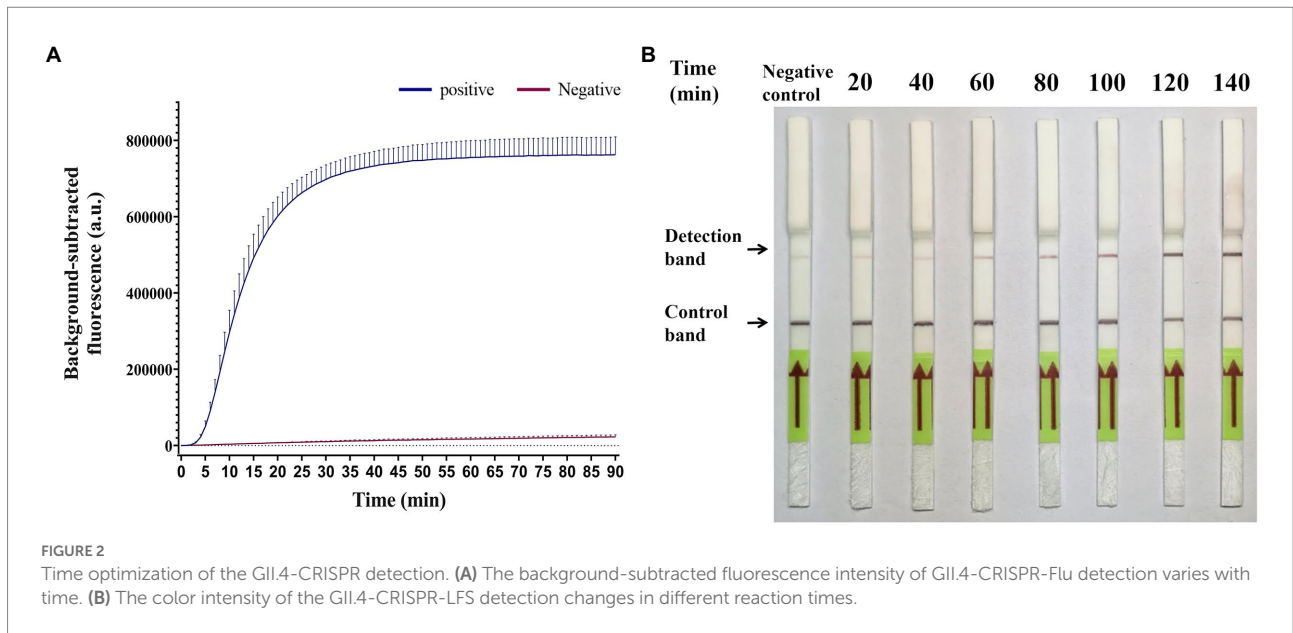 A
positive
Negative
Background-subtracted
fluorescence (a.u.)
800000
600000
400000
200000
0
0 5 10 15 20 25 30 35 40 45 50 55 60 65 70 75 80 85 90
Time (min)
B
Time
(min)
Negative
control
20 40 60 80 100 120 140
Detection
band
Control
band
FIGURE 2
Time optimization of the GII.4-CRISPR detection. (A) The background-subtracted fluorescence intensity of GII.4-CRISPR-Flu detection varies with
time. (B) The color intensity of the GII.4-CRISPR-LFS detection changes in different reaction times.